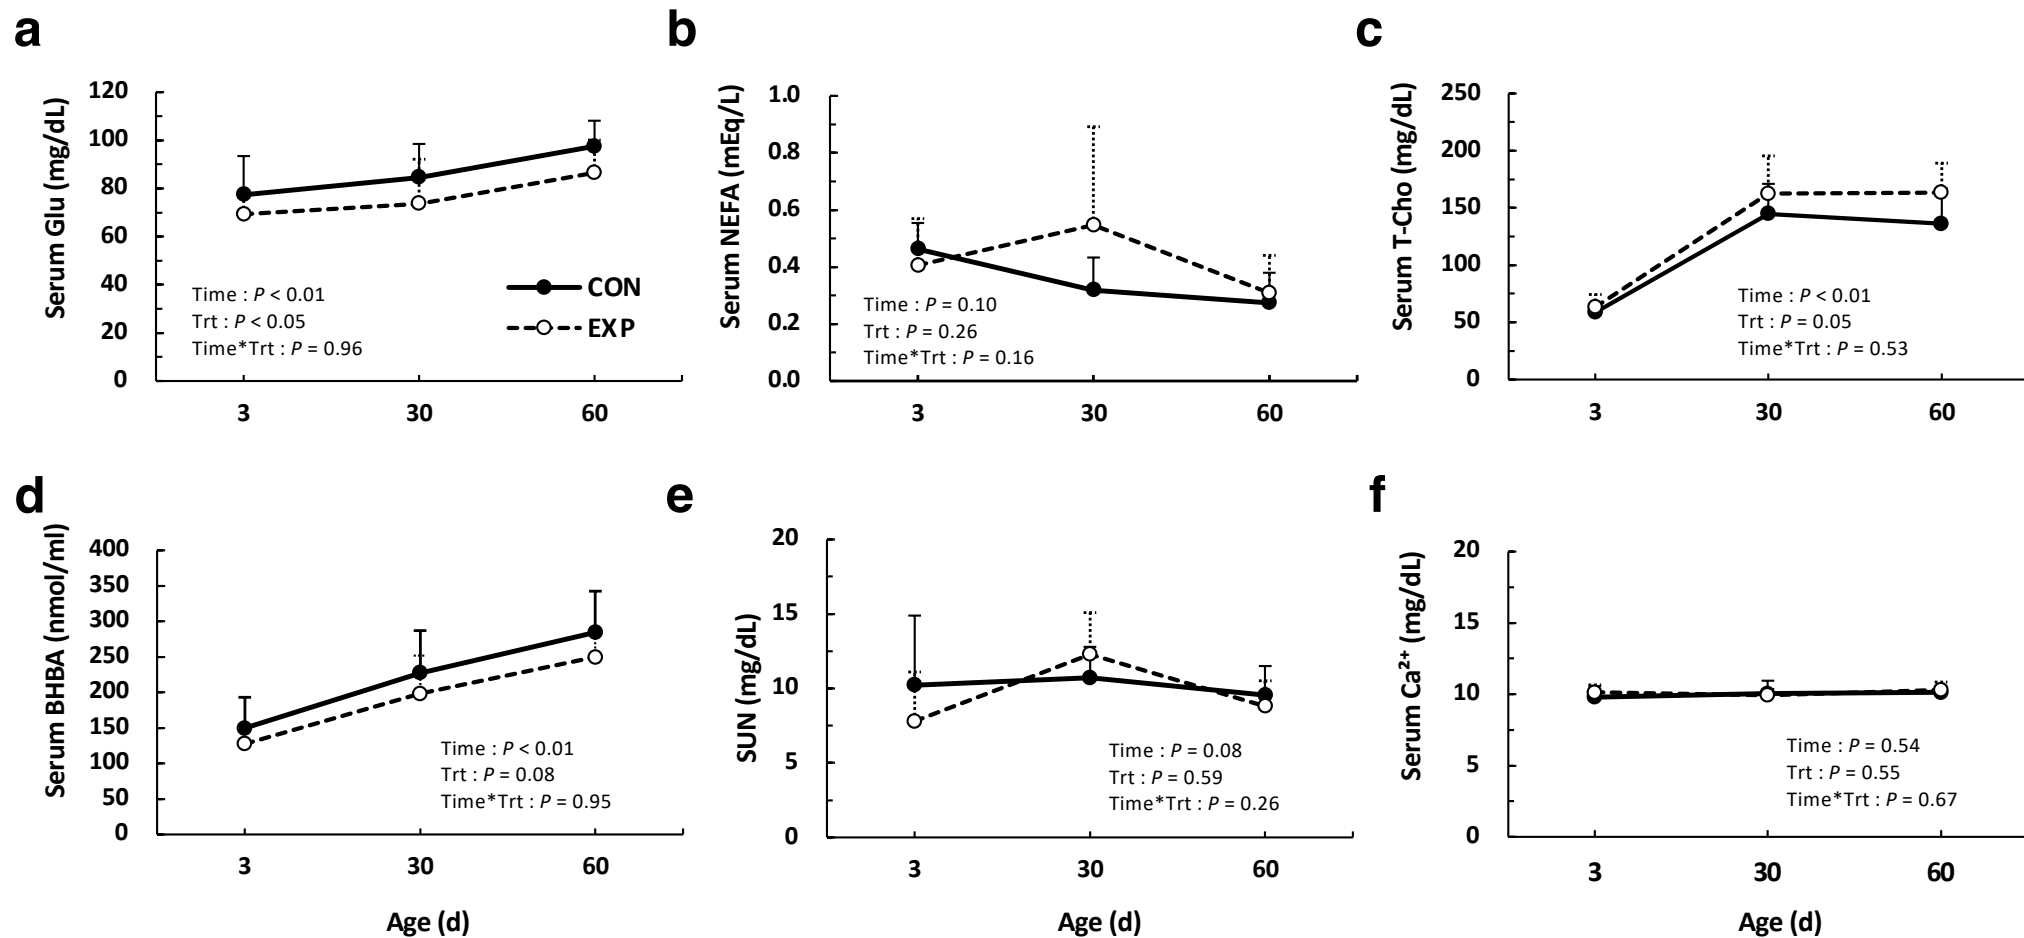 a
Serum Glu (mg/dL)
120
100
80
60
40
20
0
Time : P < 0.01
Trt : P < 0.05
Time*Trt : P = 0.96
CON
EXP
3 30 60
b
Serum NEFA (mEq/L)
1.0
0.8
0.6
0.4
0.2
0.0
Time : P = 0.10
Trt : P = 0.26
Time*Trt : P = 0.16
3 30 60
c
Serum T-Cho (mg/dL)
250
200
150
100
50
0
Time : P < 0.01
Trt : P = 0.05
Time*Trt : P = 0.53
3 30 60
d
Serum BHBA (nmol/ml)
400
350
300
250
200
150
100
50
0
Time : P < 0.01
Trt : P = 0.08
Time*Trt : P = 0.95
3 30 60
Age (d)
e
SUN (mg/dL)
20
15
10
5
0
Time : P = 0.08
Trt : P = 0.59
Time*Trt : P = 0.26
3 30 60
Age (d)
f
Serum Ca²⁺ (mg/dL)
20
15
10
5
0
Time : P = 0.54
Trt : P = 0.55
Time*Trt : P = 0.67
3 30 60
Age (d)